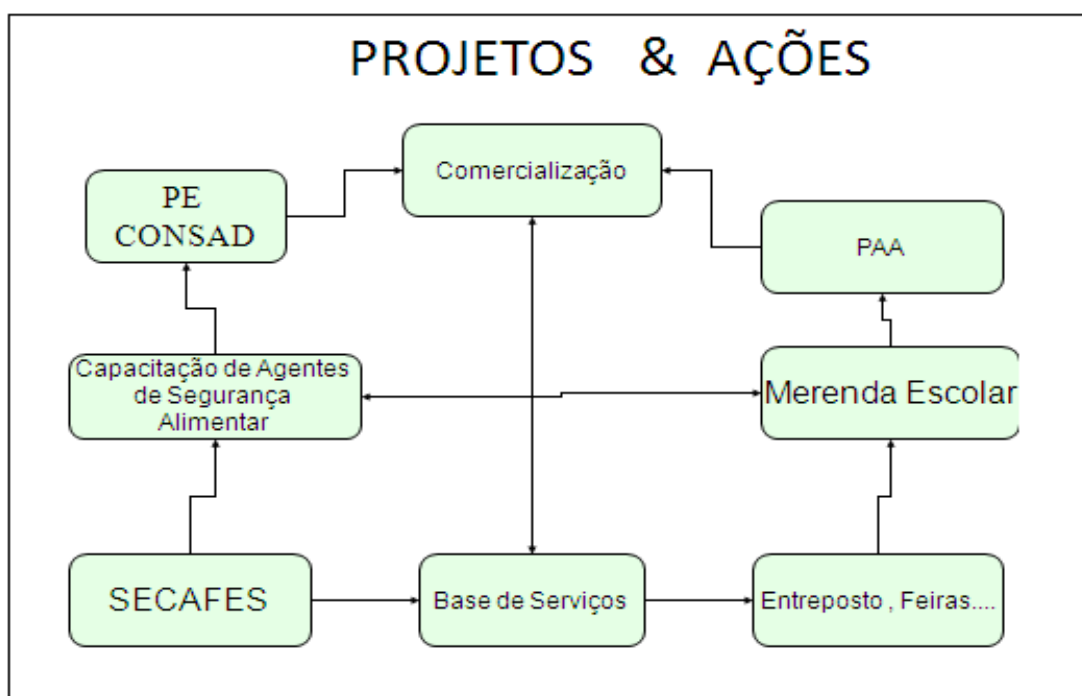 PROJETOS & AÇÕES
Comercialização
PE
CONSAD
PAA
Capacitação de Agentes
de Segurança
Alimentar
Merenda Escolar
SECAFES
Base de Serviços
Entreposto , Feiras....